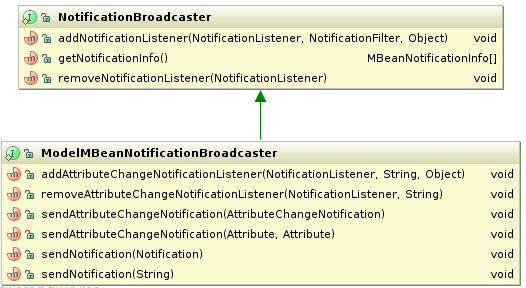 NotificationBroadcaster
addNotificationListener(NotificationListener, NotificationFilter, Object) void
getNotificationInfo() MBeanNotificationInfo[]
removeNotificationListener(NotificationListener) void
ModelMBeanNotificationBroadcaster
addAttributeChangeNotificationListener(NotificationListener, String, Object) void
removeAttributeChangeNotificationListener(NotificationListener, String) void
sendAttributeChangeNotification(AttributeChangeNotification) void
sendAttributeChangeNotification(Attribute, Attribute) void
sendNotification(Notification) void
sendNotification(String) void